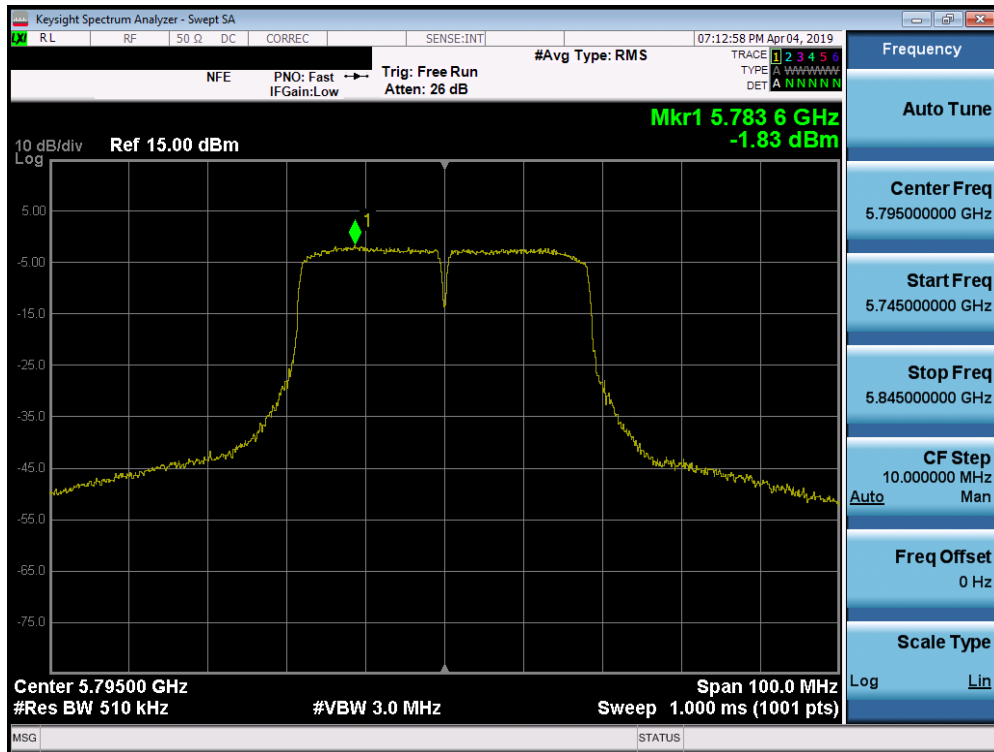 Keysight Spectrum Analyzer - Swept SA
LXI RL RF 50 Ω DC CORREC SENSE:INT 07:12:58 PM Apr 04, 2019
Frequency
#Avg Type: RMS
TRACE 1 2 3 4 5 6
NFE PNO: Fast Trig: Free Run
TYPE A WWWWW
IFGain:Low Atten: 26 dB
DET A N N N N N
Auto Tune
Mkr1 5.783 6 GHz
-1.83 dBm
10 dB/div Ref 15.00 dBm
Log
Center Freq
5.795000000 GHz
5.00
1
-5.00
Start Freq
5.745000000 GHz
-15.0
-25.0
Stop Freq
5.845000000 GHz
-35.0
-45.0
CF Step
10.000000 MHz
Auto Man
-55.0
Freq Offset
0 Hz
-65.0
-75.0
Scale Type
Log Lin
Center 5.79500 GHz Span 100.0 MHz
#Res BW 510 kHz #VBW 3.0 MHz Sweep 1.000 ms (1001 pts)
MSG STATUS